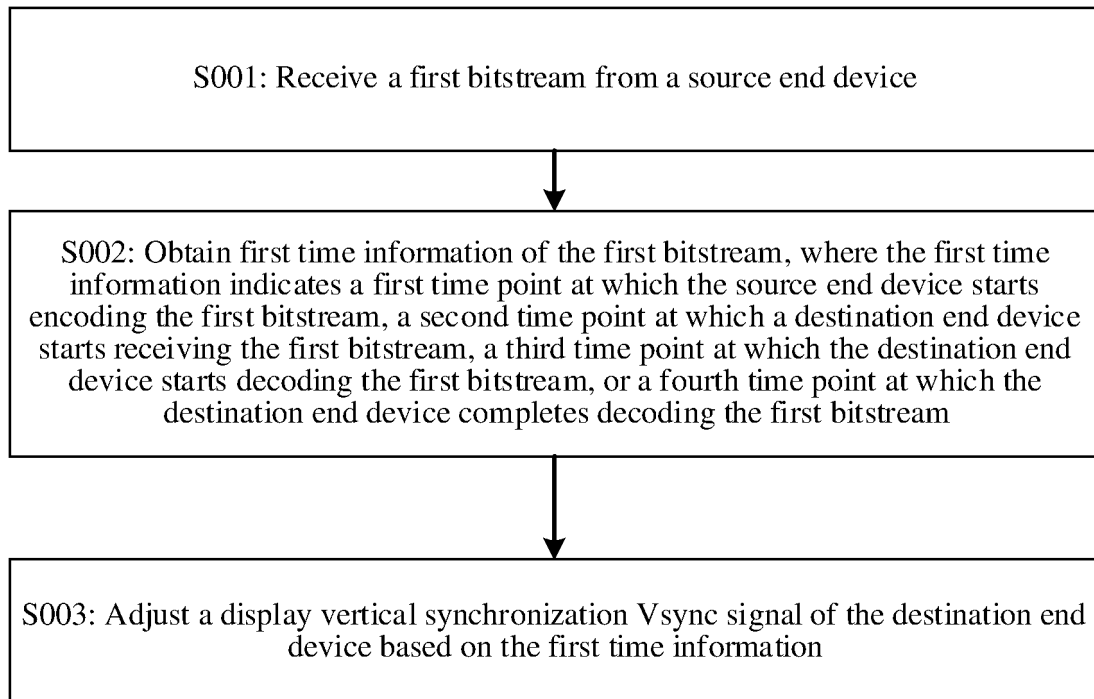 S001: Receive a first bitstream from a source end device
S002: Obtain first time information of the first bitstream, where the first time
information indicates a first time point at which the source end device starts
encoding the first bitstream, a second time point at which a destination end device
starts receiving the first bitstream, a third time point at which the destination end
device starts decoding the first bitstream, or a fourth time point at which the
destination end device completes decoding the first bitstream
S003: Adjust a display vertical synchronization Vsync signal of the destination end
device based on the first time information